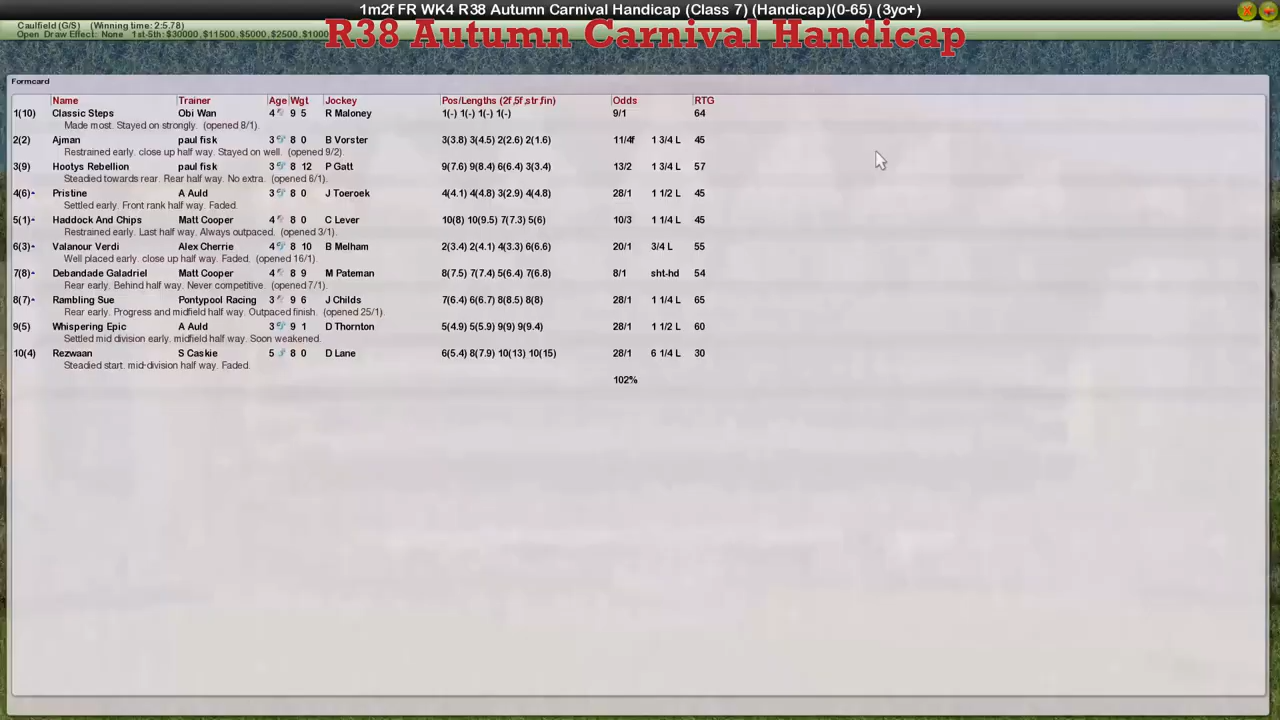 1m2f FR WK4 R38 Autumn Carnival Handicap (Class 7) (Handicap)(0-65) (3yo+)
Caulfield (G/S) (Winning time: 2:5.78)
Open Draw Effect: None 1st-5th: $30000,$11500,$5000,$2500,$1000
R38 Autumn Carnival Handicap
Formcard
Name Trainer Age Wgt Jockey Pos/Lengths (2f,5f,str,fin) Odds RTG
1(10) Classic Steps Obi Wan 4 9 5 R Maloney 1(-) 1(-) 1(-) 1(-) 9/1 64
Made most. Stayed on strongly. (opened 8/1).
2(2) Ajman paul fisk 3 8 0 B Vorster 3(3.8) 3(4.5) 2(2.6) 2(1.6) 11/4f 1 3/4 L 45
Restrained early. close up half way. Stayed on well. (opened 9/2).
3(9) Hootys Rebellion paul fisk 3 8 12 P Gatt 9(7.6) 9(8.4) 6(6.4) 3(3.4) 13/2 1 3/4 L 57
Steadied towards rear. Rear half way. No extra. (opened 6/1).
4(6) Pristine A Auld 3 8 0 J Toeroek 4(4.1) 4(4.8) 3(2.9) 4(4.8) 28/1 1 1/2 L 45
Settled early. Front rank half way. Faded.
5(1) Haddock And Chips Matt Cooper 4 8 0 C Lever 10(8) 10(9.5) 7(7.3) 5(6) 10/3 1 1/4 L 45
Restrained early. Last half way. Always outpaced. (opened 3/1).
6(3) Valanour Verdi Alex Cherrie 4 8 10 B Melham 2(3.4) 2(4.1) 4(3.3) 6(6.6) 20/1 3/4 L 55
Well placed early. close up half way. Faded. (opened 16/1).
7(8) Debandade Galadriel Matt Cooper 4 8 9 M Pateman 8(7.5) 7(7.4) 5(6.4) 7(6.8) 8/1 sht-hd 54
Rear early. Behind half way. Never competitive. (opened 7/1).
8(7) Rambling Sue Pontypool Racing 3 9 6 J Childs 7(6.4) 6(6.7) 8(8.5) 8(8) 28/1 1 1/4 L 65
Rear early. Progress and midfield half way. Outpaced finish. (opened 25/1).
9(5) Whispering Epic A Auld 3 9 1 D Thornton 5(4.9) 5(5.9) 9(9) 9(9.4) 28/1 1 1/2 L 60
Settled mid division early. midfield half way. Soon weakened.
10(4) Rezwaan S Caskie 5 8 0 D Lane 6(5.4) 8(7.9) 10(13) 10(15) 28/1 6 1/4 L 30
Steadied start. mid-division half way. Faded.
102%